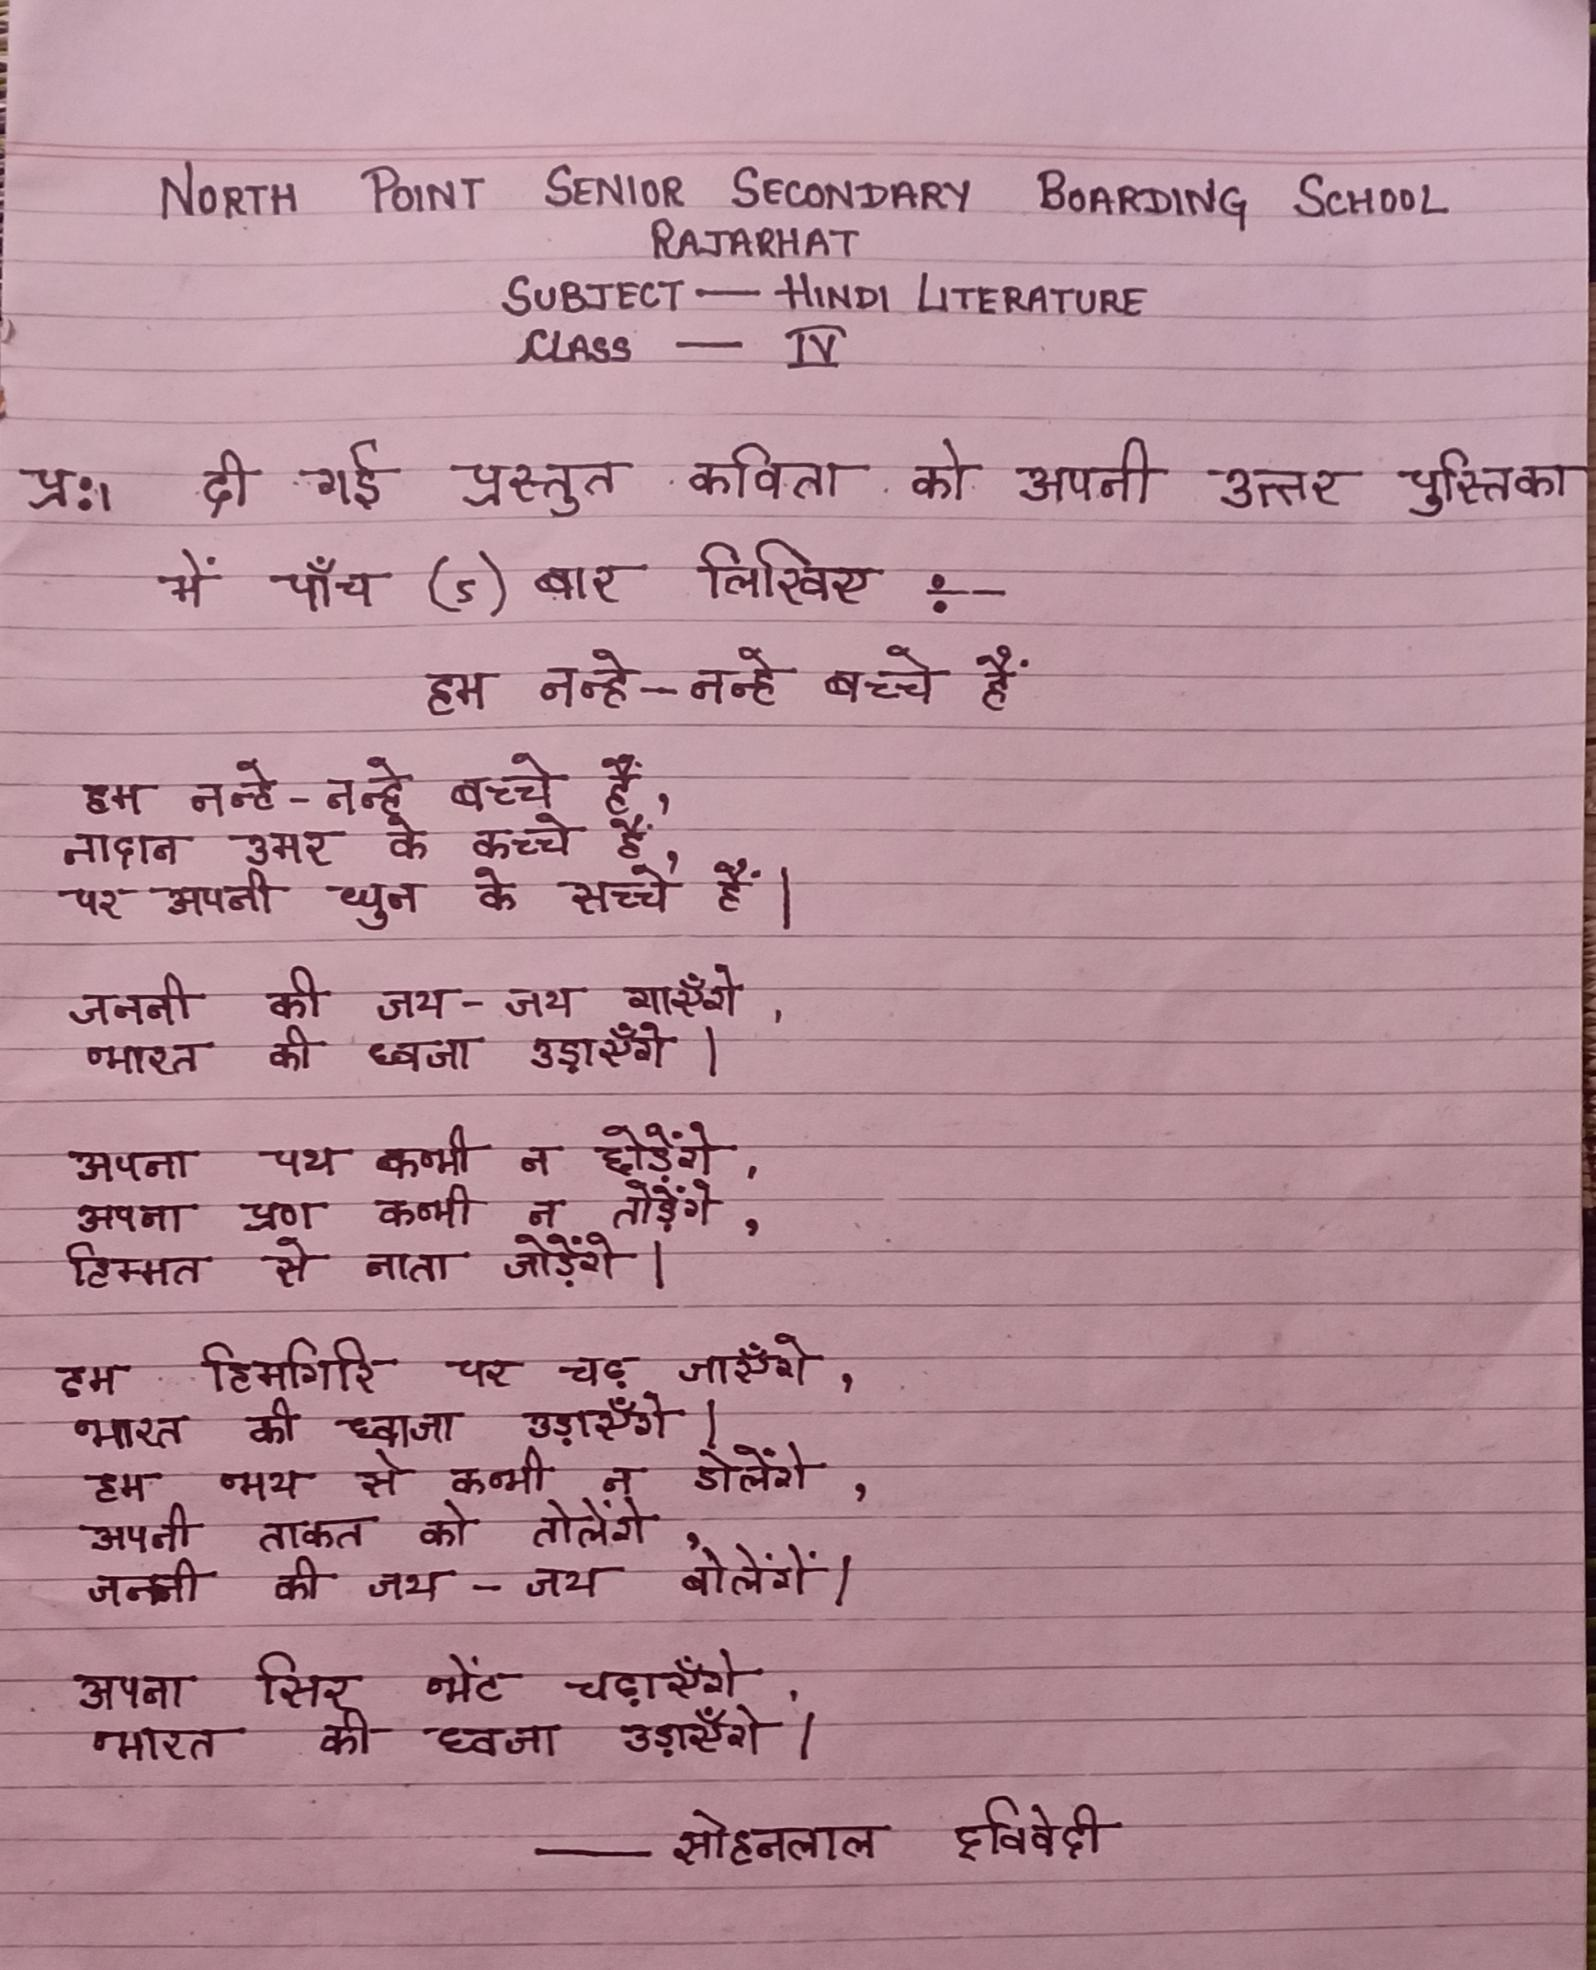 NORTH POINT SENIOR SECONDARY BOARDING SCHOOL
RAJARHAT
SUBJECT — HINDI LITERATURE
CLASS — IV
प्र:1 दी गई प्रस्तुत कविता को अपनी उत्तर पुस्तिका
में पाँच (5) बार लिखिए :-
हम नन्हे-नन्हे बच्चे हैं
हम नन्हे-नन्हे बच्चे हैं,
नादान उमर के कच्चे हैं,
पर अपनी धुन के सच्चे हैं|
जननी की जय-जय गाएँगे,
भारत की ध्वजा उड़ाएँगे|
अपना पथ कभी न छोड़ेंगे,
अपना प्रण कभी न तोड़ेंगे,
हिम्मत से नाता जोड़ेंगे|
हम हिमगिरि पर चढ़ जाएँगे,
भारत की ध्वाजा उड़ाएँगे|
हम भय से कभी न डोलेंगे,
अपनी ताकत को तोलेंगे,
जननी की जय-जय बोलेंगें|
अपना सिर भेंट चढ़ाएँगे,
भारत की ध्वजा उड़ाएँगे|
— सोहनलाल द्विवेदी